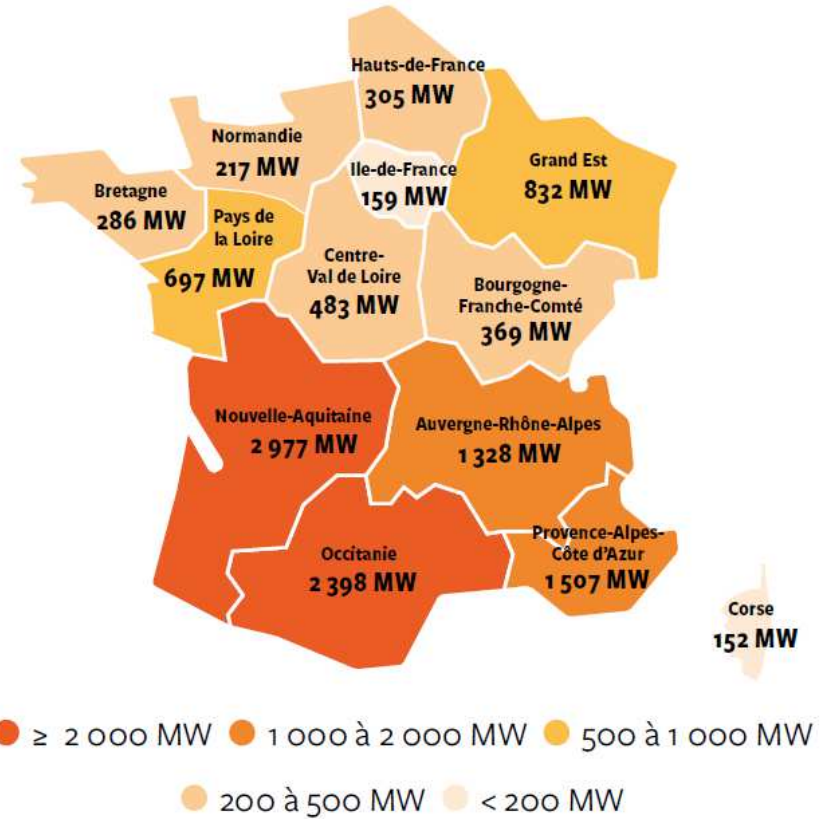 Hauts-de-France
305 MW
Normandie
217 MW
Ile-de-France
159 MW
Grand Est
832 MW
Bretagne
286 MW
Pays de
la Loire
697 MW
Centre-
Val de Loire
483 MW
Bourgogne-
Franche-Comté
369 MW
Nouvelle-Aquitaine
2 977 MW
Auvergne-Rhône-Alpes
1 328 MW
Occitanie
2 398 MW
Provence-Alpes-
Côte d'Azur
1 507 MW
Corse
152 MW
≥ 2 000 MW 1 000 à 2 000 MW 500 à 1 000 MW
200 à 500 MW < 200 MW